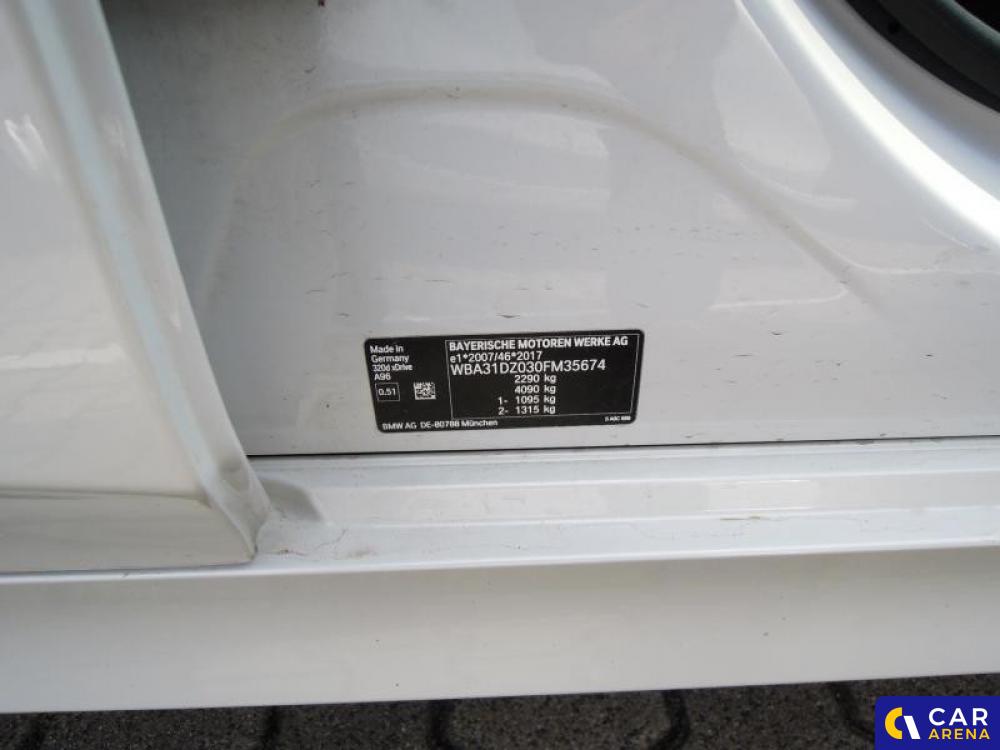 Made in
Germany
320d xDrive
A96
0.51
BAYERISCHE MOTOREN WERKE AG
e1*2007/46*2017
WBA31DZ030FM35674
2290 kg
4090 kg
1- 1095 kg
2- 1315 kg
BMW AG DE-80788 München
CAR
ARENA